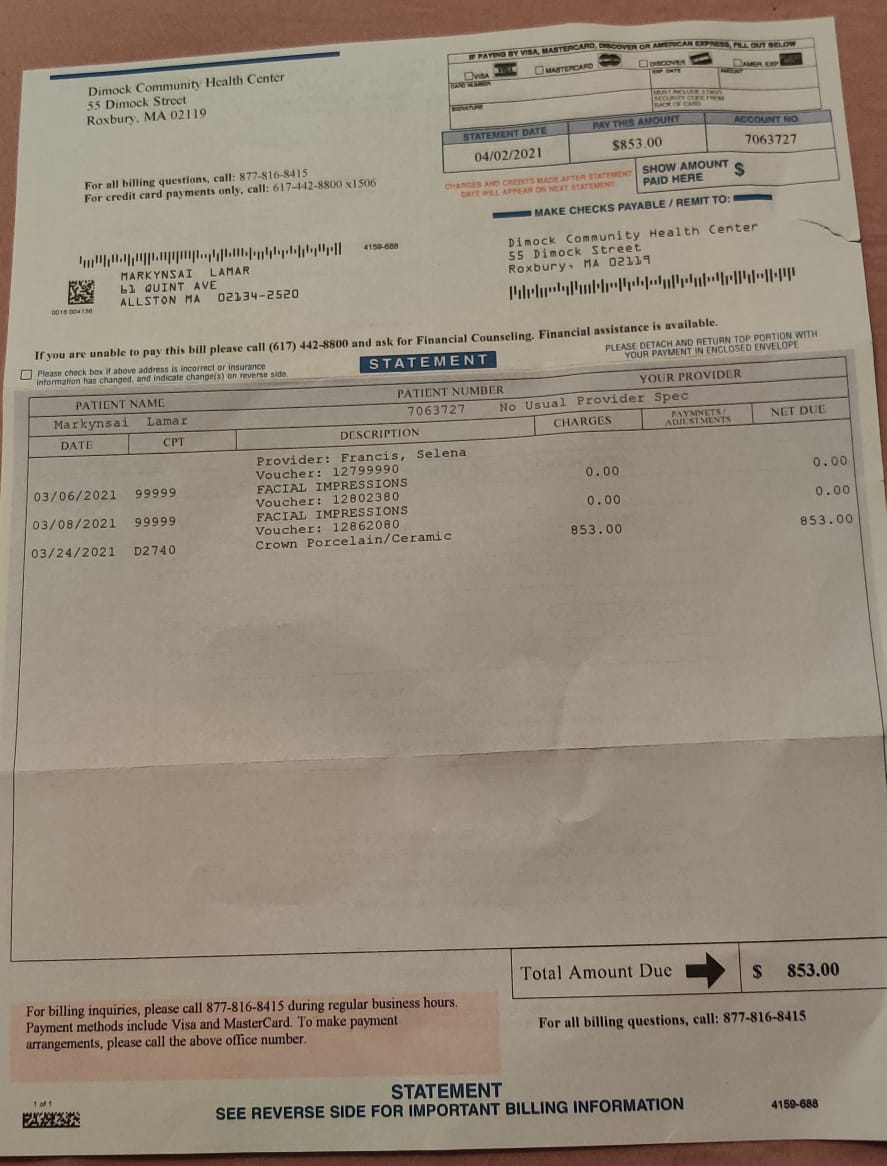 Dimock Community Health Center
55 Dimock Street
Roxbury, MA 02119
IF PAYING BY VISA, MASTERCARD, DISCOVER OR AMERICAN EXPRESS, FILL OUT BELOW
VISA MASTERCARD DISCOVER AMER. EXP
CARD NUMBER EXP. DATE AMOUNT
SIGNATURE MUST INCLUDE 3 DIGIT
SECURITY CODE FROM
BACK OF CARD
STATEMENT DATE PAY THIS AMOUNT ACCOUNT NO.
04/02/2021 $853.00 7063727
For all billing questions, call: 877-816-8415
For credit card payments only, call: 617-442-8800 x1506
CHARGES AND CREDITS MADE AFTER STATEMENT
DATE WILL APPEAR ON NEXT STATEMENT.
SHOW AMOUNT
PAID HERE $
MAKE CHECKS PAYABLE / REMIT TO:
4159-688
MARKYNSAI LAMAR
61 QUINT AVE
ALLSTON MA 02134-2520
0016 004136
Dimock Community Health Center
55 Dimock Street
Roxbury, MA 02119
If you are unable to pay this bill please call (617) 442-8800 and ask for Financial Counseling. Financial assistance is available.
Please check box if above address is incorrect or insurance
information has changed, and indicate change(s) on reverse side.
STATEMENT
PLEASE DETACH AND RETURN TOP PORTION WITH
YOUR PAYMENT IN ENCLOSED ENVELOPE
PATIENT NAME PATIENT NUMBER YOUR PROVIDER
Markynsai Lamar 7063727 No Usual Provider Spec
DATE CPT DESCRIPTION CHARGES PAYMNETS/ ADJUSTMENTS NET DUE
Provider: Francis, Selena
Voucher: 12799990
03/06/2021 99999 FACIAL IMPRESSIONS 0.00 0.00
Voucher: 12802380
03/08/2021 99999 FACIAL IMPRESSIONS 0.00 0.00
Voucher: 12862080
03/24/2021 D2740 Crown Porcelain/Ceramic 853.00 853.00
Total Amount Due $ 853.00
For billing inquiries, please call 877-816-8415 during regular business hours.
Payment methods include Visa and MasterCard. To make payment
arrangements, please call the above office number.
For all billing questions, call: 877-816-8415
1 of 1
STATEMENT
SEE REVERSE SIDE FOR IMPORTANT BILLING INFORMATION
4159-688